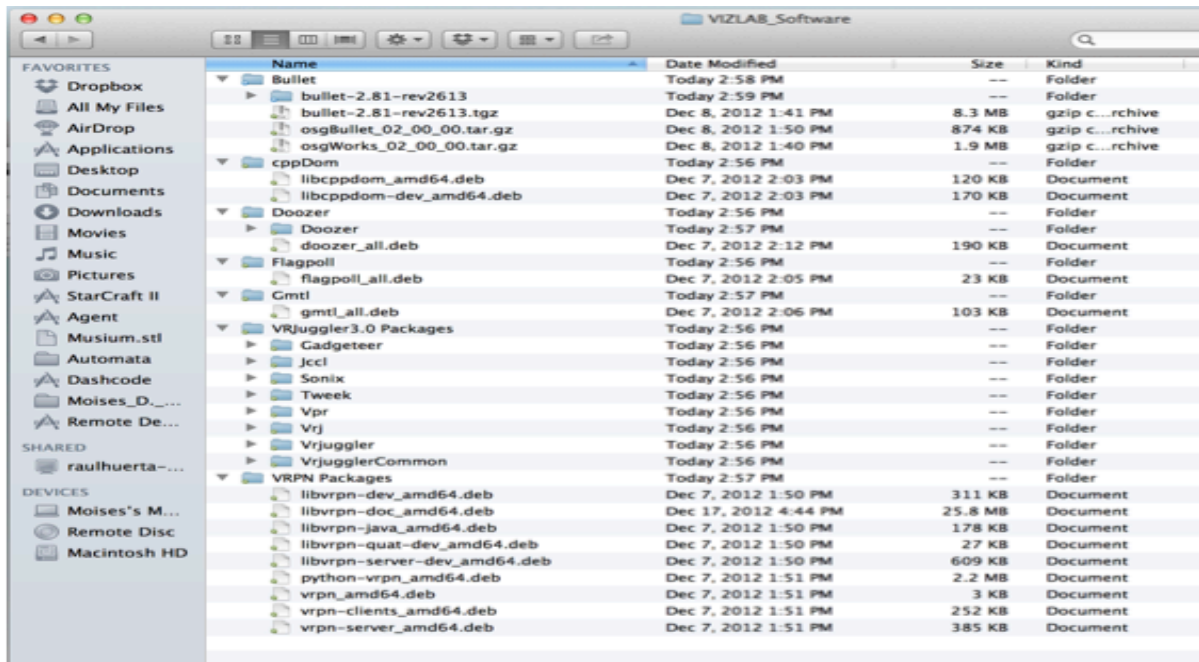 VIZLAB_Software
FAVORITES
Dropbox
All My Files
AirDrop
Applications
Desktop
Documents
Downloads
Movies
Music
Pictures
StarCraft II
Agent
Musium.stl
Automata
Dashcode
Moises_D._...
Remote De...
SHARED
raulhuerta-...
DEVICES
Moises's M...
Remote Disc
Macintosh HD
Name Date Modified Size Kind
Bullet Today 2:58 PM -- Folder
bullet-2.81-rev2613 Today 2:59 PM -- Folder
bullet-2.81-rev2613.tgz Dec 8, 2012 1:41 PM 8.3 MB gzip c...rchive
osgBullet_02_00_00.tar.gz Dec 8, 2012 1:50 PM 874 KB gzip c...rchive
osgWorks_02_00_00.tar.gz Dec 8, 2012 1:40 PM 1.9 MB gzip c...rchive
cppDom Today 2:56 PM -- Folder
libcppdom_amd64.deb Dec 7, 2012 2:03 PM 120 KB Document
libcppdom-dev_amd64.deb Dec 7, 2012 2:03 PM 170 KB Document
Doozer Today 2:56 PM -- Folder
Doozer Today 2:57 PM -- Folder
doozer_all.deb Dec 7, 2012 2:12 PM 190 KB Document
Flagpoll Today 2:56 PM -- Folder
flagpoll_all.deb Dec 7, 2012 2:05 PM 23 KB Document
Gmtl Today 2:57 PM -- Folder
gmtl_all.deb Dec 7, 2012 2:06 PM 103 KB Document
VRJuggler3.0 Packages Today 2:56 PM -- Folder
Gadgeteer Today 2:56 PM -- Folder
Jccl Today 2:56 PM -- Folder
Sonix Today 2:56 PM -- Folder
Tweek Today 2:56 PM -- Folder
Vpr Today 2:56 PM -- Folder
Vrj Today 2:56 PM -- Folder
Vrjuggler Today 2:56 PM -- Folder
VrjugglerCommon Today 2:56 PM -- Folder
VRPN Packages Today 2:57 PM -- Folder
libvrpn-dev_amd64.deb Dec 7, 2012 1:50 PM 311 KB Document
libvrpn-doc_amd64.deb Dec 17, 2012 4:44 PM 25.8 MB Document
libvrpn-java_amd64.deb Dec 7, 2012 1:50 PM 178 KB Document
libvrpn-quat-dev_amd64.deb Dec 7, 2012 1:50 PM 27 KB Document
libvrpn-server-dev_amd64.deb Dec 7, 2012 1:50 PM 609 KB Document
python-vrpn_amd64.deb Dec 7, 2012 1:51 PM 2.2 MB Document
vrpn_amd64.deb Dec 7, 2012 1:51 PM 3 KB Document
vrpn-clients_amd64.deb Dec 7, 2012 1:51 PM 252 KB Document
vrpn-server_amd64.deb Dec 7, 2012 1:51 PM 385 KB Document